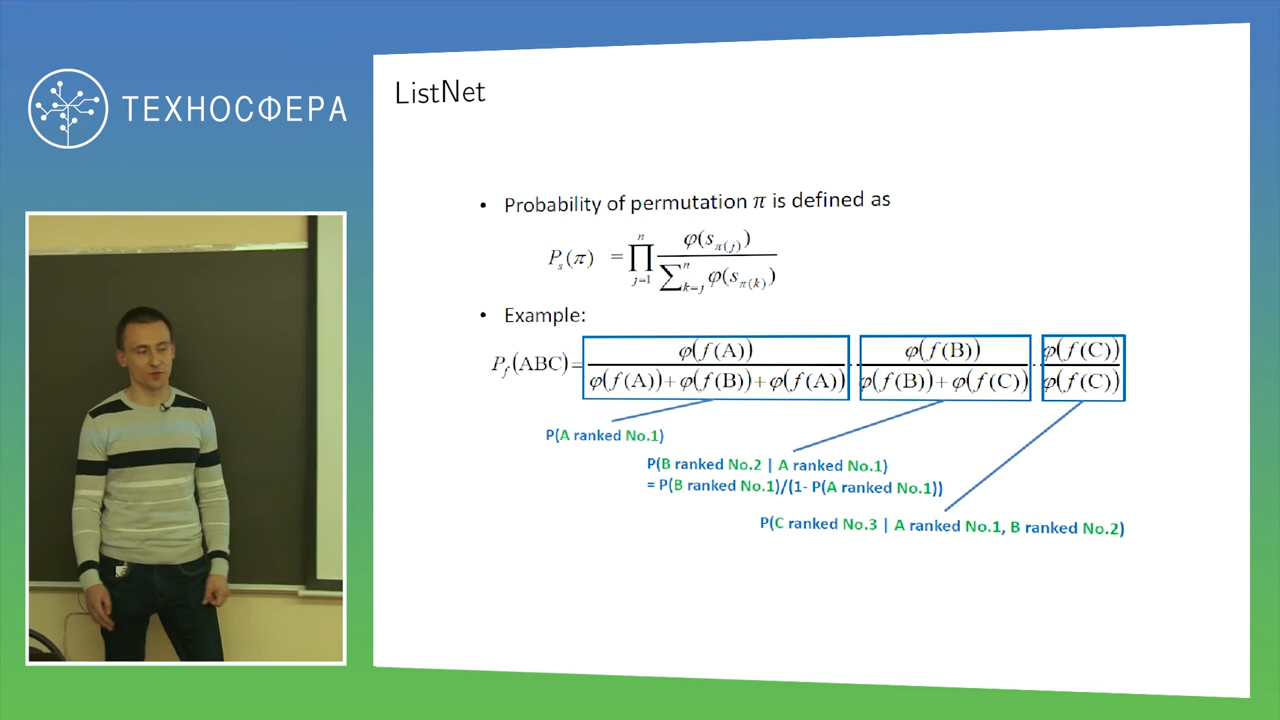 ТЕХНОСФЕРА
ListNet
• Probability of permutation π is defined as
P_s(π) = ∏_{j=1}^{n} φ(s_{π(j)}) / ∑_{k=j}^{n} φ(s_{π(k)})
• Example:
P_f(ABC) = φ(f(A)) / (φ(f(A)) + φ(f(B)) + φ(f(A))) · φ(f(B)) / (φ(f(B)) + φ(f(C))) · φ(f(C)) / φ(f(C))
P(A ranked No.1)
P(B ranked No.2 | A ranked No.1)
= P(B ranked No.1)/(1- P(A ranked No.1))
P(C ranked No.3 | A ranked No.1, B ranked No.2)